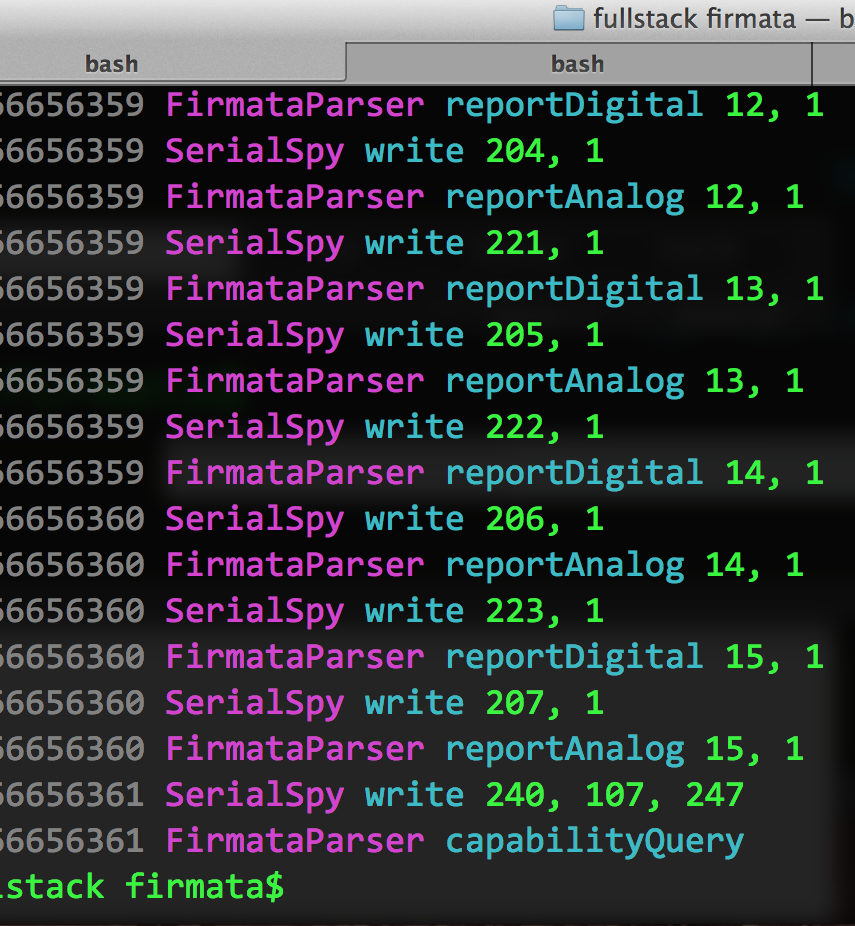 fullstack firmata — b
bash bash
66656359 FirmataParser reportDigital 12, 1
66656359 SerialSpy write 204, 1
66656359 FirmataParser reportAnalog 12, 1
66656359 SerialSpy write 221, 1
66656359 FirmataParser reportDigital 13, 1
66656359 SerialSpy write 205, 1
66656359 FirmataParser reportAnalog 13, 1
66656359 SerialSpy write 222, 1
66656359 FirmataParser reportDigital 14, 1
66656360 SerialSpy write 206, 1
66656360 FirmataParser reportAnalog 14, 1
66656360 SerialSpy write 223, 1
66656360 FirmataParser reportDigital 15, 1
66656360 SerialSpy write 207, 1
66656360 FirmataParser reportAnalog 15, 1
66656361 SerialSpy write 240, 107, 247
66656361 FirmataParser capabilityQuery
lstack firmata$